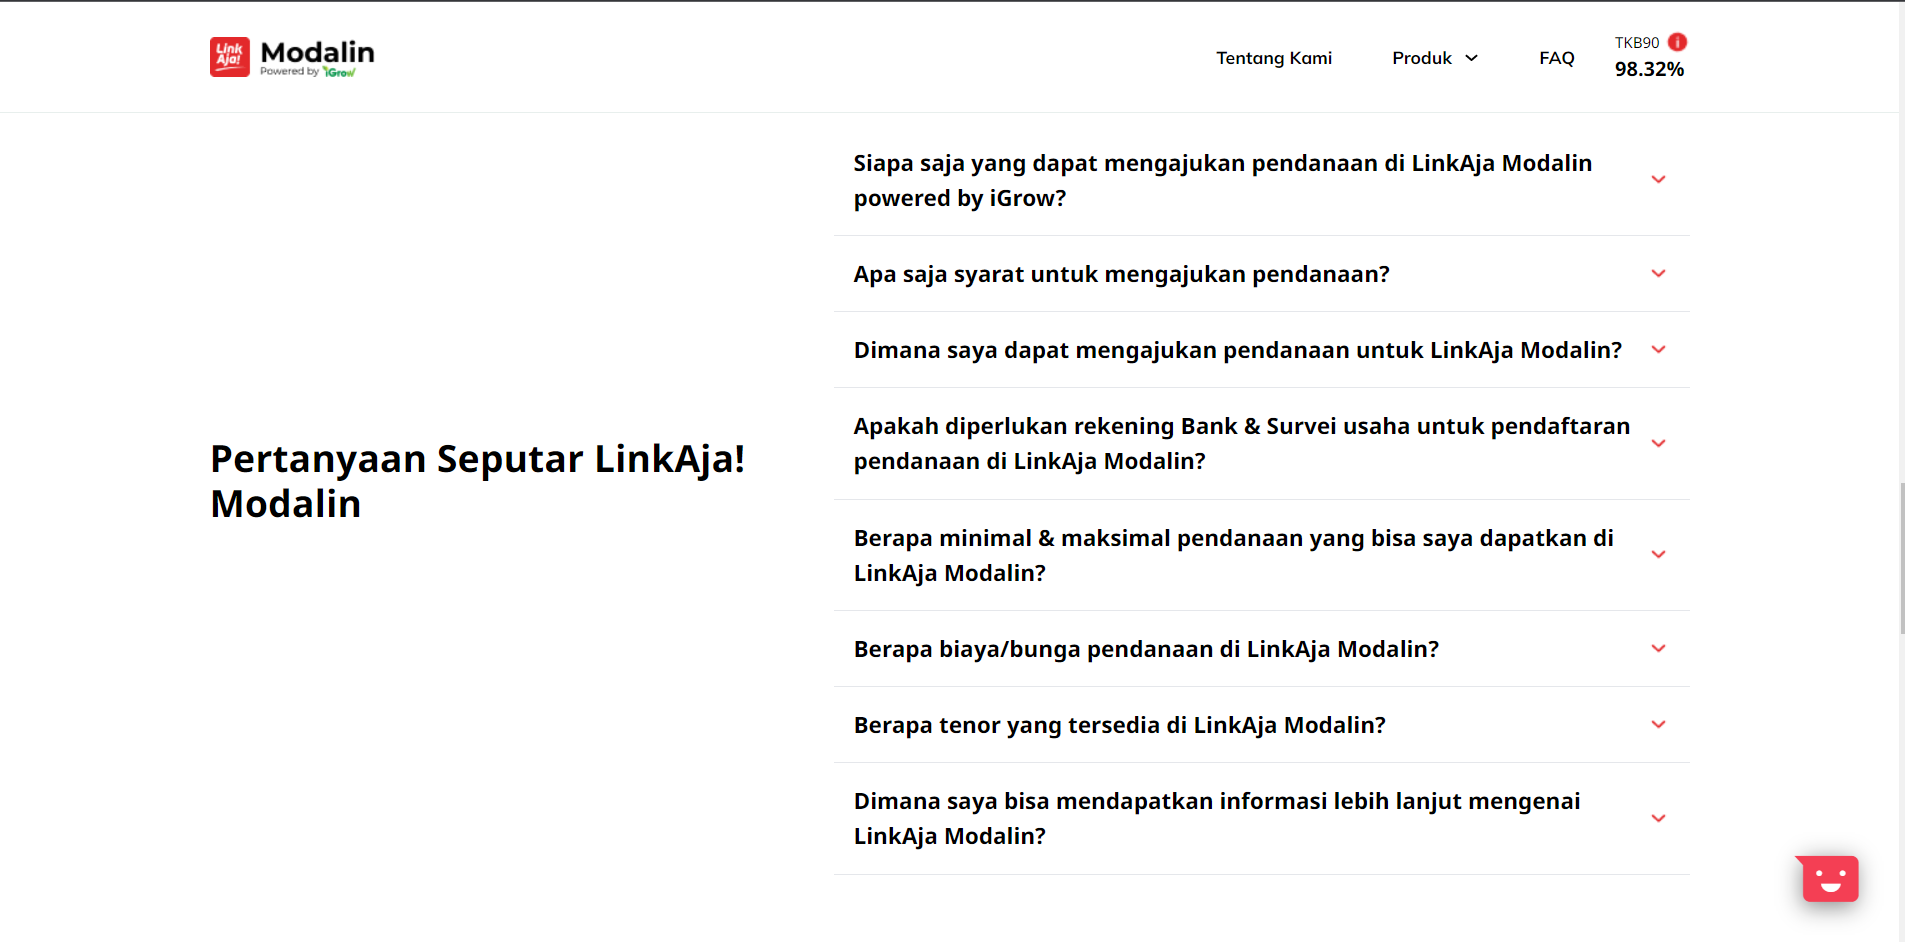 Link
Aja!
Modalin
Powered by iGrow
Tentang Kami
Produk
FAQ
TKB90
98.32%
Pertanyaan Seputar LinkAja!
Modalin
Siapa saja yang dapat mengajukan pendanaan di LinkAja Modalin
powered by iGrow?
Apa saja syarat untuk mengajukan pendanaan?
Dimana saya dapat mengajukan pendanaan untuk LinkAja Modalin?
Apakah diperlukan rekening Bank & Survei usaha untuk pendaftaran
pendanaan di LinkAja Modalin?
Berapa minimal & maksimal pendanaan yang bisa saya dapatkan di
LinkAja Modalin?
Berapa biaya/bunga pendanaan di LinkAja Modalin?
Berapa tenor yang tersedia di LinkAja Modalin?
Dimana saya bisa mendapatkan informasi lebih lanjut mengenai
LinkAja Modalin?